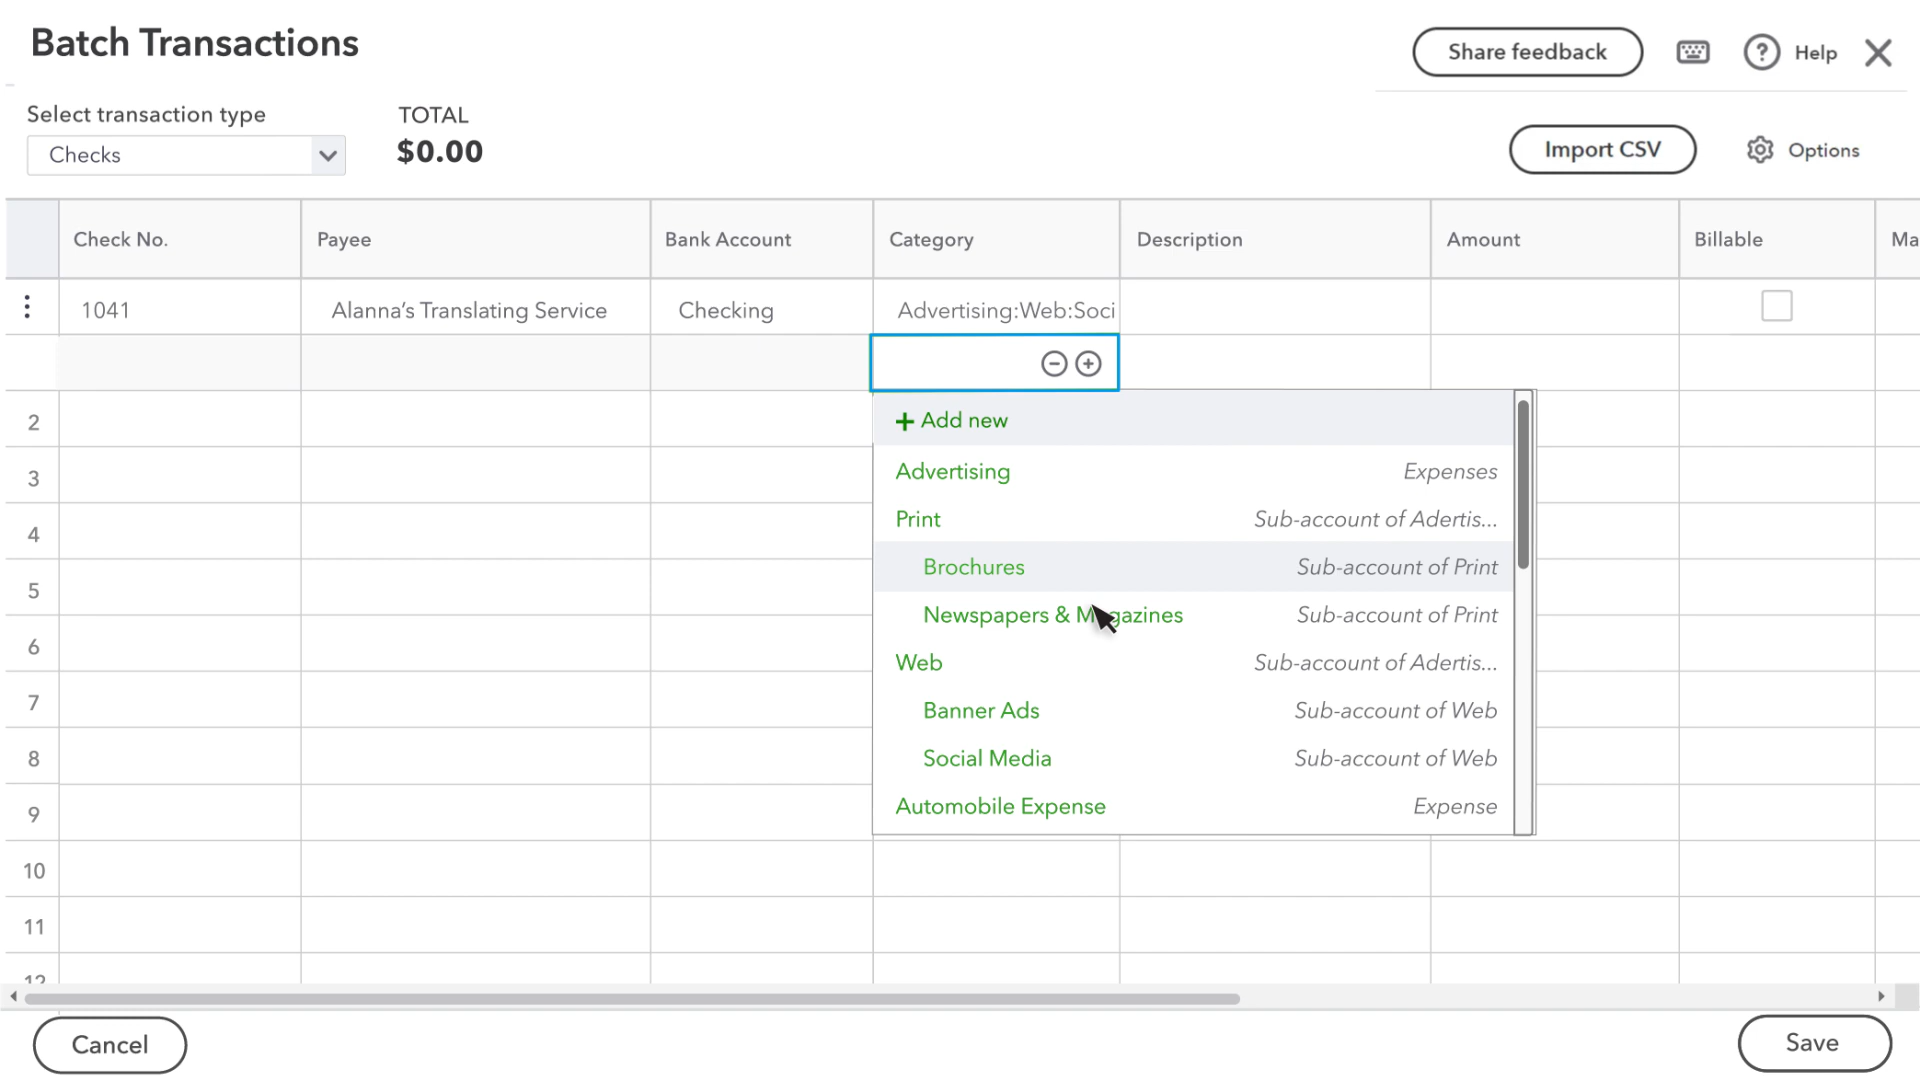 Batch Transactions
Share feedback
? Help
Select transaction type
TOTAL
Checks
$0.00
Import CSV
Options
Check No.
Payee
Bank Account
Category
Description
Amount
Billable
Ma
1041
Alanna’s Translating Service
Checking
Advertising:Web:Soci
+ Add new
Advertising Expenses
Print Sub-account of Adertis...
Brochures Sub-account of Print
Newspapers & Magazines Sub-account of Print
Web Sub-account of Adertis...
Banner Ads Sub-account of Web
Social Media Sub-account of Web
Automobile Expense Expense
2
3
4
5
6
7
8
9
10
11
12
Cancel
Save